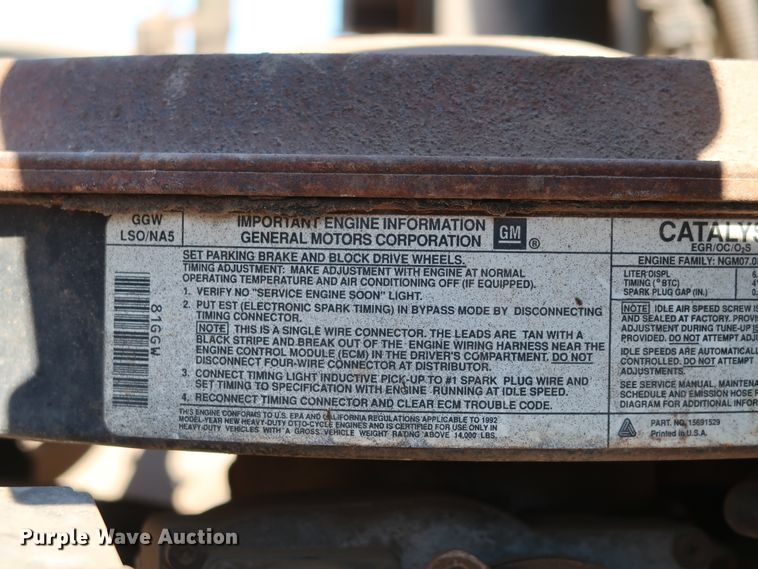 GGW
LSO/NA5
IMPORTANT ENGINE INFORMATION
GENERAL MOTORS CORPORATION
GM ®
81GGW
SET PARKING BRAKE AND BLOCK DRIVE WHEELS.
TIMING ADJUSTMENT: MAKE ADJUSTMENT WITH ENGINE AT NORMAL
OPERATING TEMPERATURE AND AIR CONDITIONING OFF (IF EQUIPPED).
1. VERIFY NO "SERVICE ENGINE SOON" LIGHT.
2. PUT EST (ELECTRONIC SPARK TIMING) IN BYPASS MODE BY DISCONNECTING
TIMING CONNECTOR.
NOTE THIS IS A SINGLE WIRE CONNECTOR. THE LEADS ARE TAN WITH A
BLACK STRIPE AND BREAK OUT OF THE ENGINE WIRING HARNESS NEAR THE
ENGINE CONTROL MODULE (ECM) IN THE DRIVER'S COMPARTMENT. DO NOT
DISCONNECT FOUR-WIRE CONNECTOR AT DISTRIBUTOR.
3. CONNECT TIMING LIGHT INDUCTIVE PICK-UP TO #1 SPARK PLUG WIRE AND
SET TIMING TO SPECIFICATION WITH ENGINE RUNNING AT IDLE SPEED.
4. RECONNECT TIMING CONNECTOR AND CLEAR ECM TROUBLE CODE.
THIS ENGINE CONFORMS TO U.S. EPA AND CALIFORNIA REGULATIONS APPLICABLE TO 1992
MODEL-YEAR NEW HEAVY-DUTY OTTO-CYCLE ENGINES AND IS CERTIFIED FOR USE ONLY IN
HEAVY-DUTY VEHICLES WITH A GROSS VEHICLE WEIGHT RATING ABOVE 14,000 LBS.
CATALYS
EGR/OC/O2S
ENGINE FAMILY: NGM07.0
LITER DISPL 6.
TIMING (°BTC) 4°
SPARK PLUG GAP (IN.) 0.
NOTE IDLE AIR SPEED SCREW IS
AND SEALED AT FACTORY. PROVI
ADJUSTMENT DURING TUNE-UP IS
PROVIDED. DO NOT ATTEMPT ADJ
IDLE SPEEDS ARE AUTOMATICALL
CONTROLLED. DO NOT ATTEMPT
ADJUSTMENTS.
SEE SERVICE MANUAL, MAINTENA
SCHEDULE AND EMISSION HOSE R
DIAGRAM FOR ADDITIONAL INFOR
PART NO. 15691529
Printed in U.S.A.
Purple Wave Auction